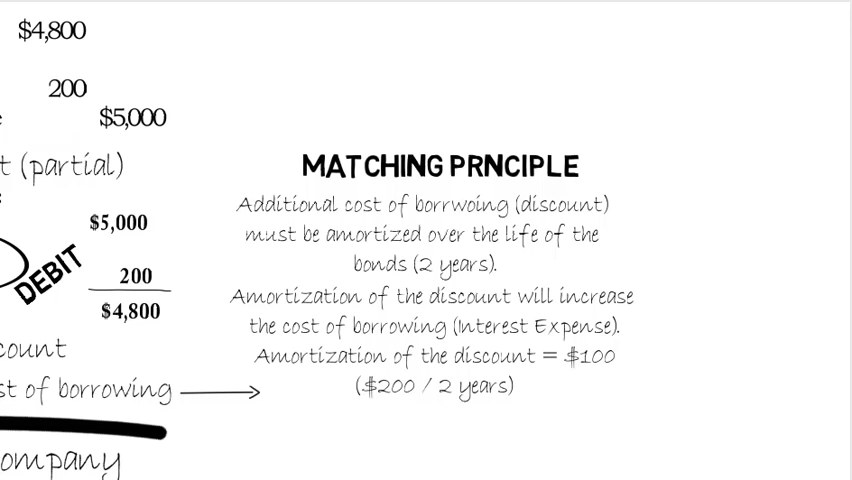 $4,800
200
$5,000
t (partial)
$5,000
DEBIT
200
$4,800
count
st of borrowing
ompany
MATCHING PRNCIPLE
Additional cost of borrwoing (discount)
must be amortized over the life of the
bonds (2 years).
Amortization of the discount will increase
the cost of borrowing (Interest Expense).
Amortization of the discount = $100
($200 / 2 years)